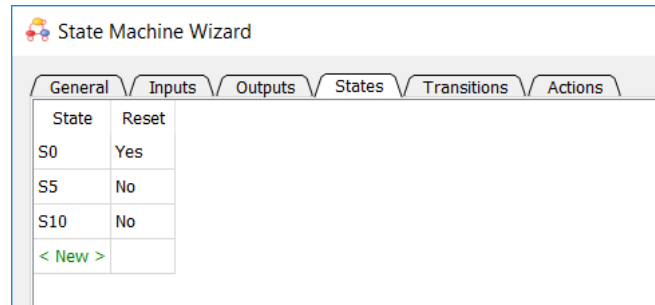 State Machine Wizard
General Inputs Outputs States Transitions Actions
State Reset
S0 Yes
S5 No
S10 No
< New >